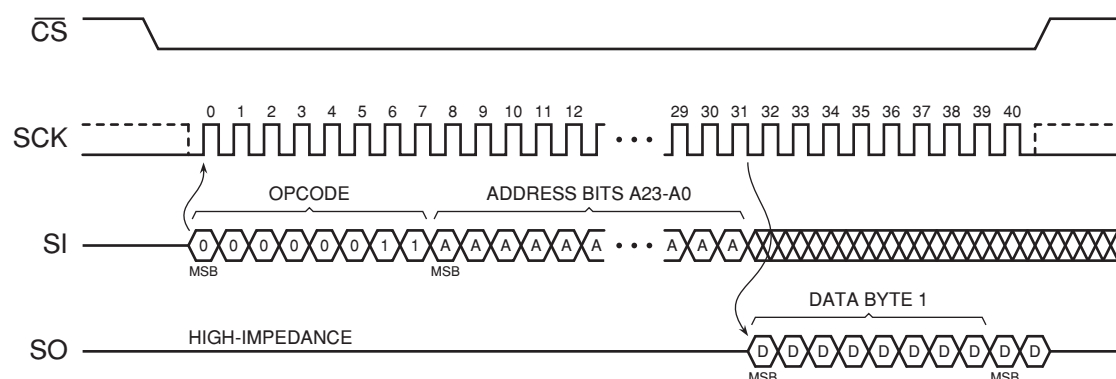 CS
0 1 2 3 4 5 6 7 8 9 10 11 12 29 30 31 32 33 34 35 36 37 38 39 40
SCK
OPCODE ADDRESS BITS A23-A0
SI 0 0 0 0 0 0 1 1 A A A A A A A A A
MSB MSB
DATA BYTE 1
HIGH-IMPEDANCE
SO D D D D D D D D D D
MSB MSB